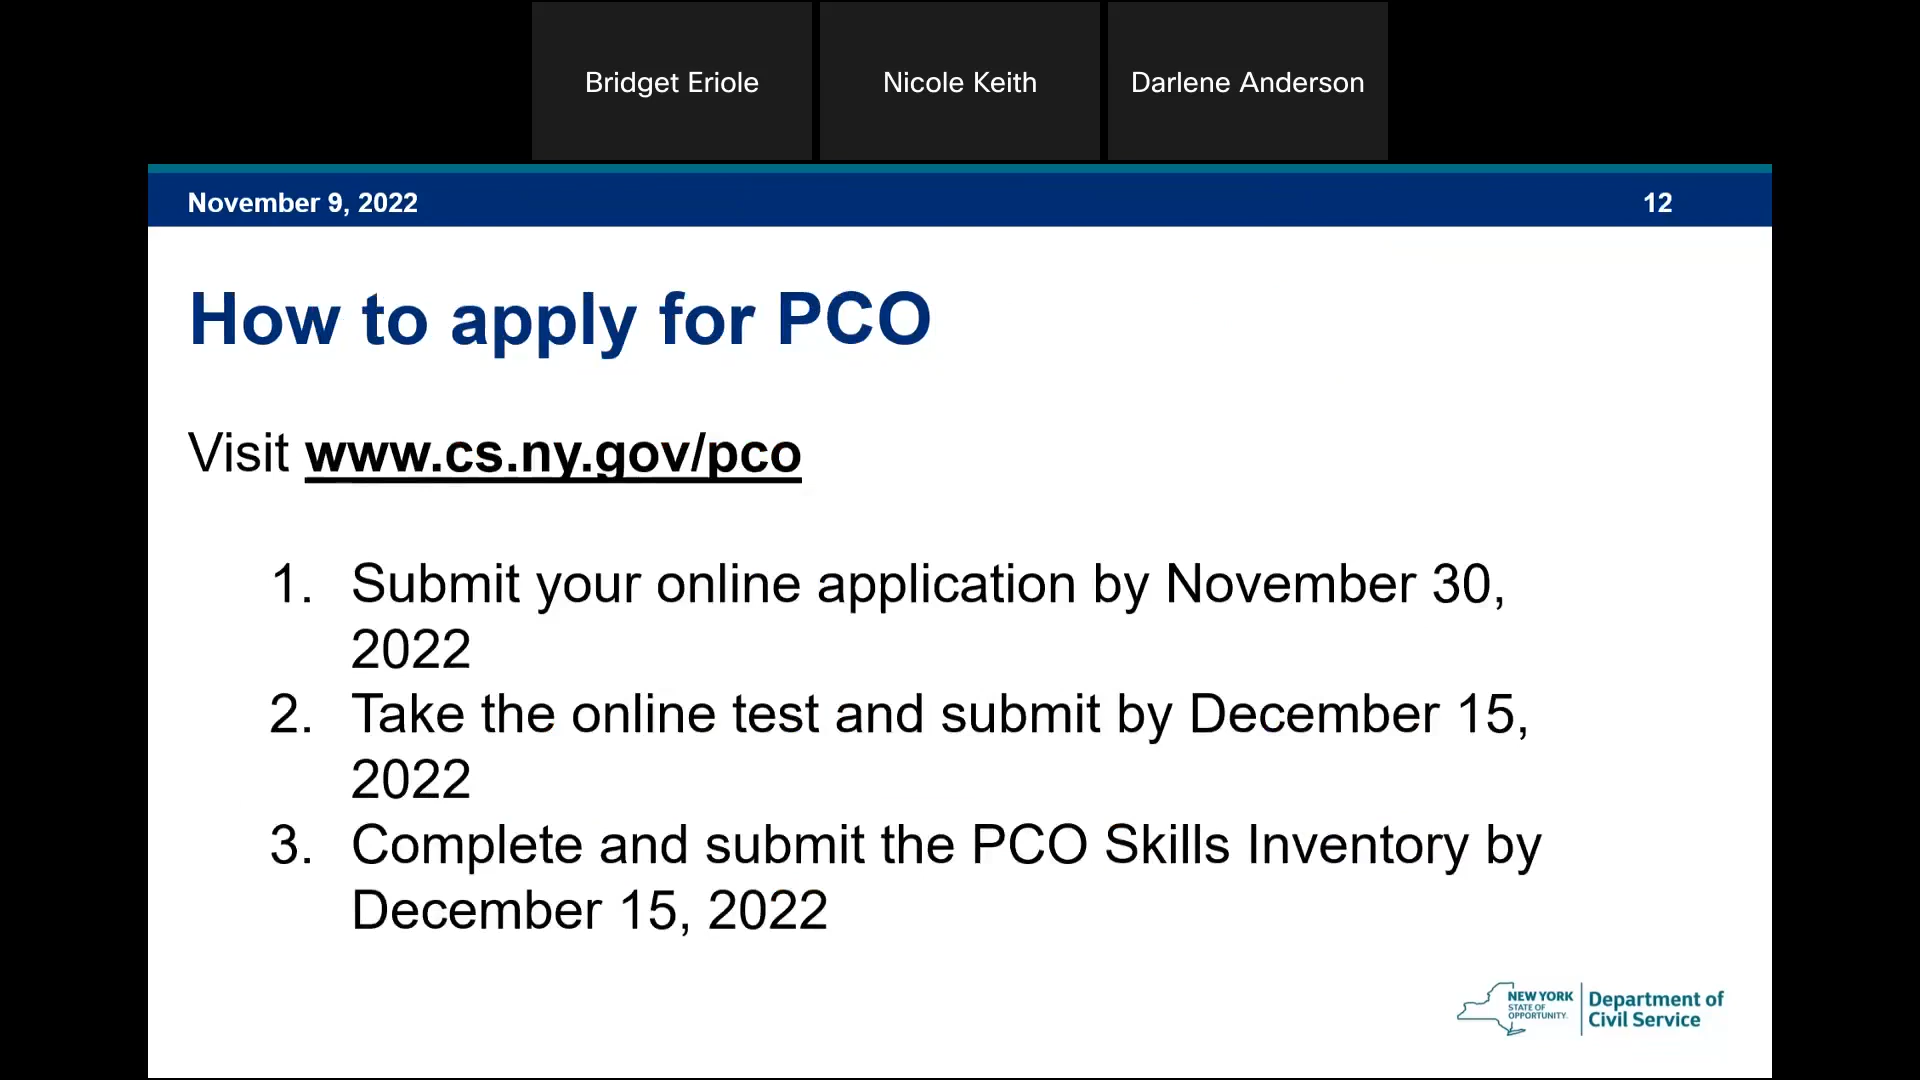 Bridget Eriole
Nicole Keith
Darlene Anderson
November 9, 2022
12
How to apply for PCO
Visit www.cs.ny.gov/pco
1. Submit your online application by November 30,
2022
2. Take the online test and submit by December 15,
2022
3. Complete and submit the PCO Skills Inventory by
December 15, 2022
NEW YORK
STATE OF
OPPORTUNITY.
Department of
Civil Service